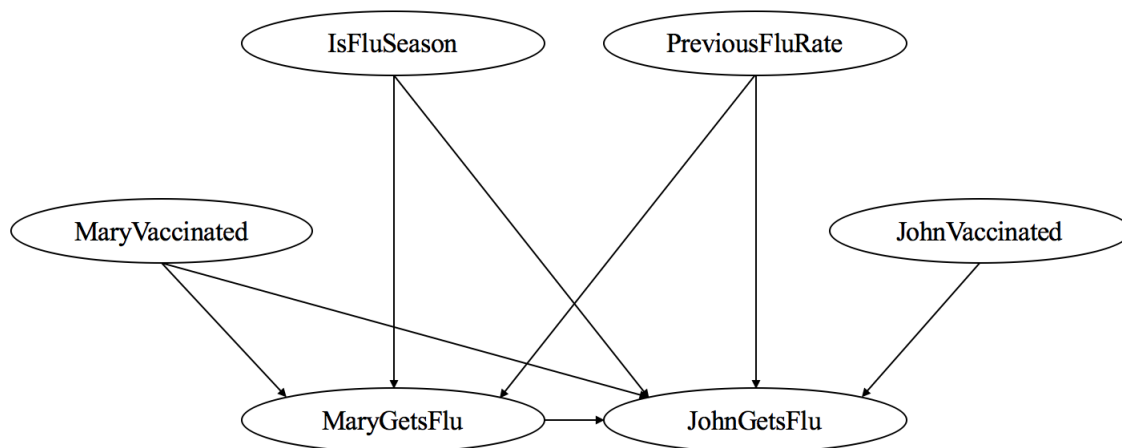 IsFluSeason
PreviousFluRate
MaryVaccinated
JohnVaccinated
MaryGetsFlu
JohnGetsFlu